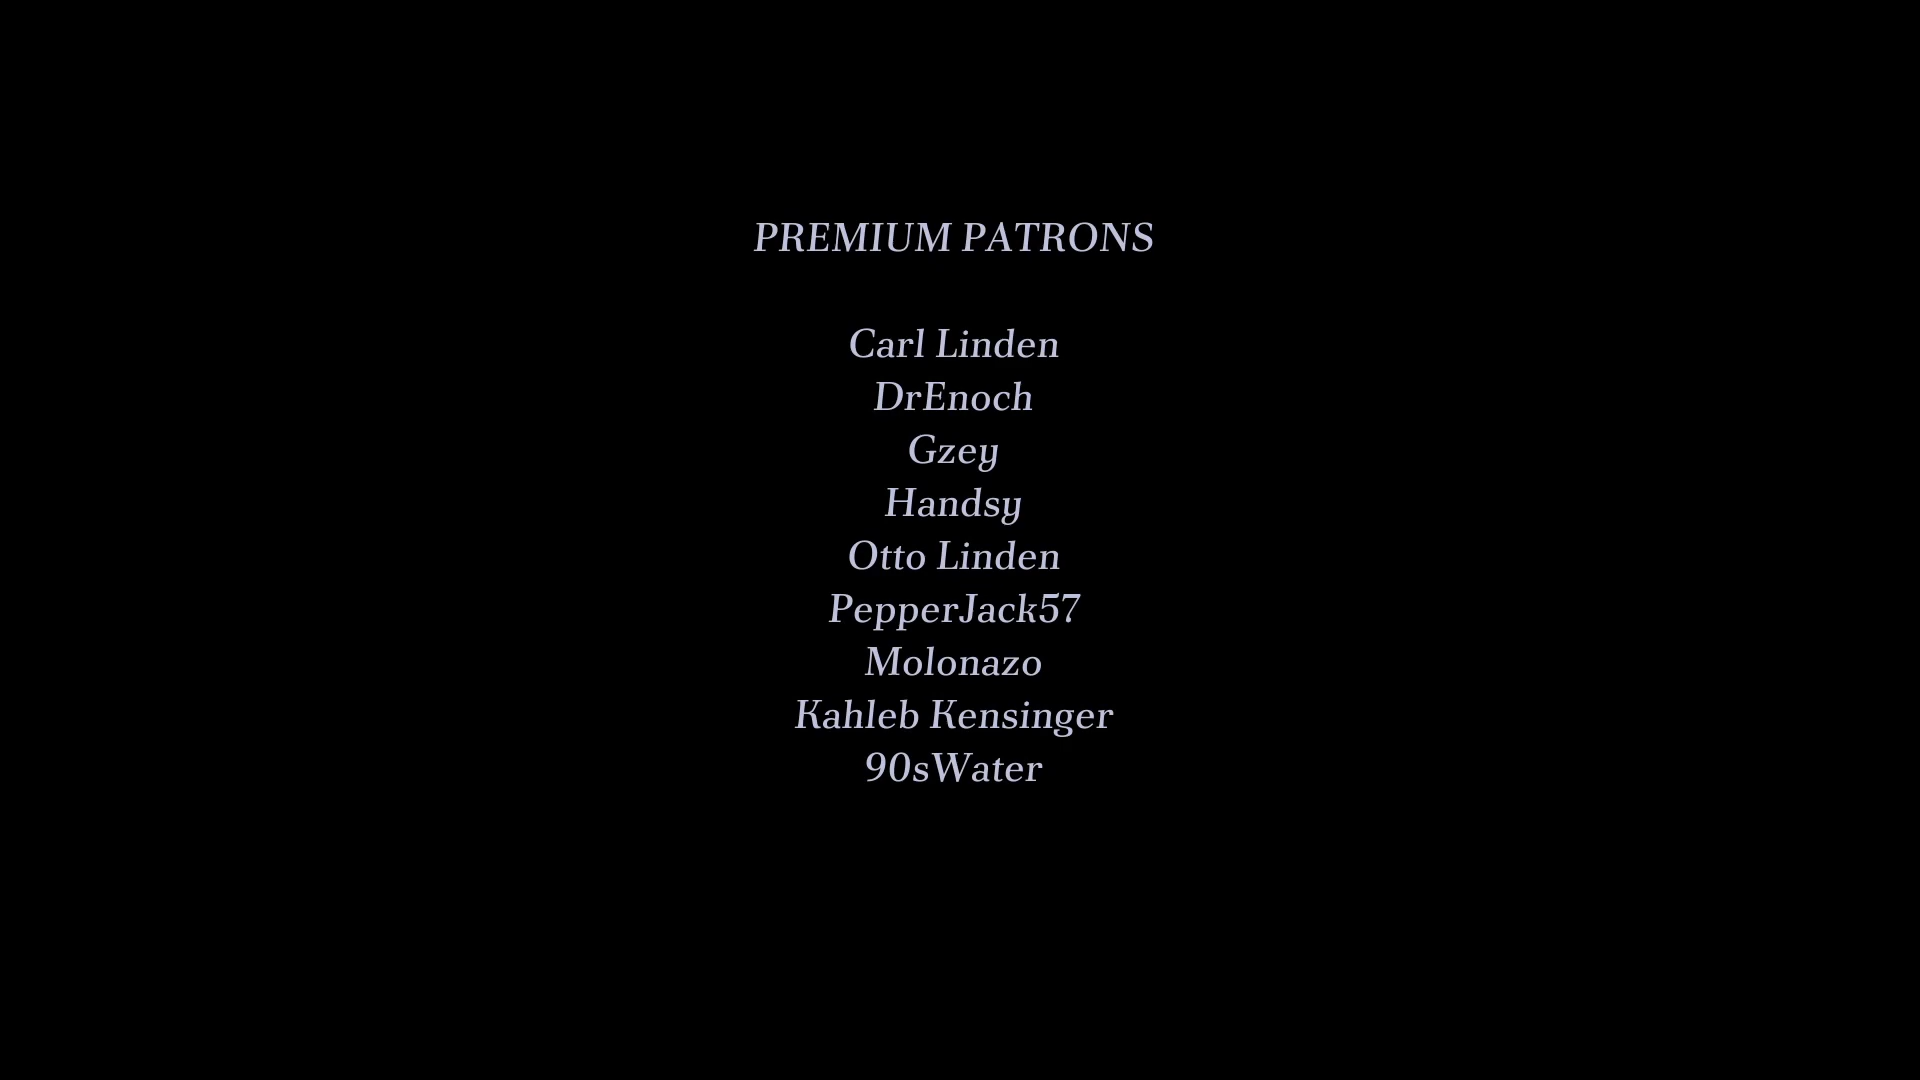 PREMIUM PATRONS
Carl Linden
DrEnoch
Gzey
Handsy
Otto Linden
PepperJack57
Molonazo
Kahleb Kensinger
90sWater